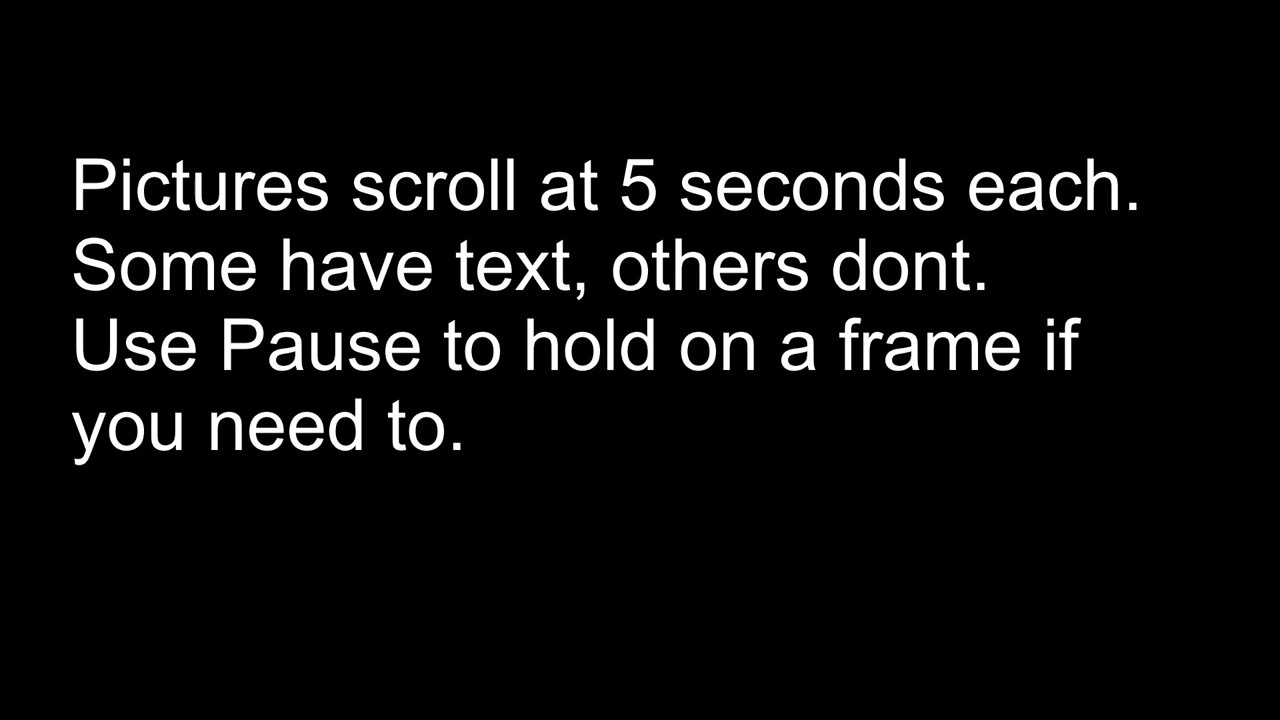 Pictures scroll at 5 seconds each.
Some have text, others dont.
Use Pause to hold on a frame if
you need to.